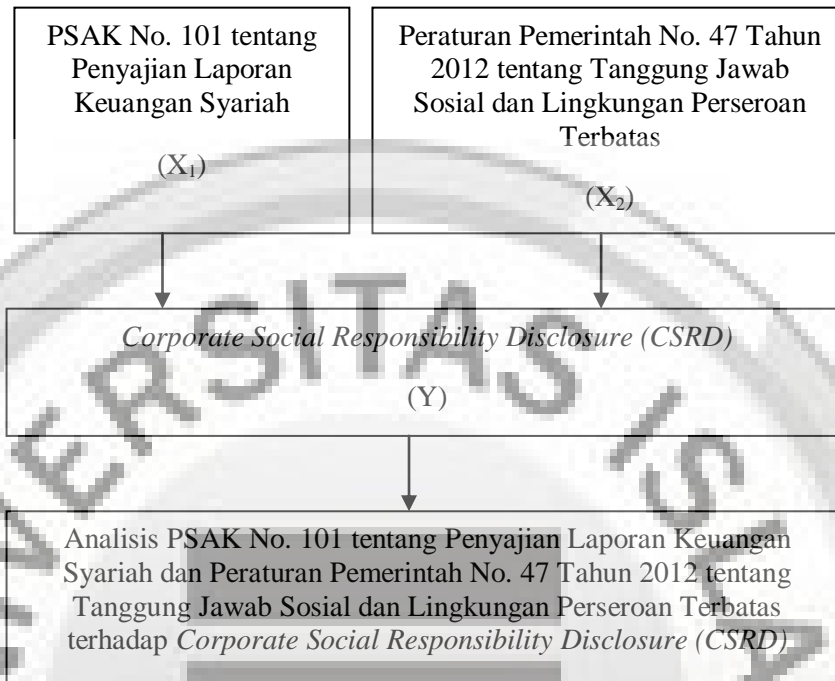 PSAK No. 101 tentang
Penyajian Laporan
Keuangan Syariah
(X₁)
Peraturan Pemerintah No. 47 Tahun
2012 tentang Tanggung Jawab
Sosial dan Lingkungan Perseroan
Terbatas
(X₂)
Corporate Social Responsibility Disclosure (CSRD)
(Y)
Analisis PSAK No. 101 tentang Penyajian Laporan Keuangan
Syariah dan Peraturan Pemerintah No. 47 Tahun 2012 tentang
Tanggung Jawab Sosial dan Lingkungan Perseroan Terbatas
terhadap Corporate Social Responsibility Disclosure (CSRD)
VERSITAS ISLA